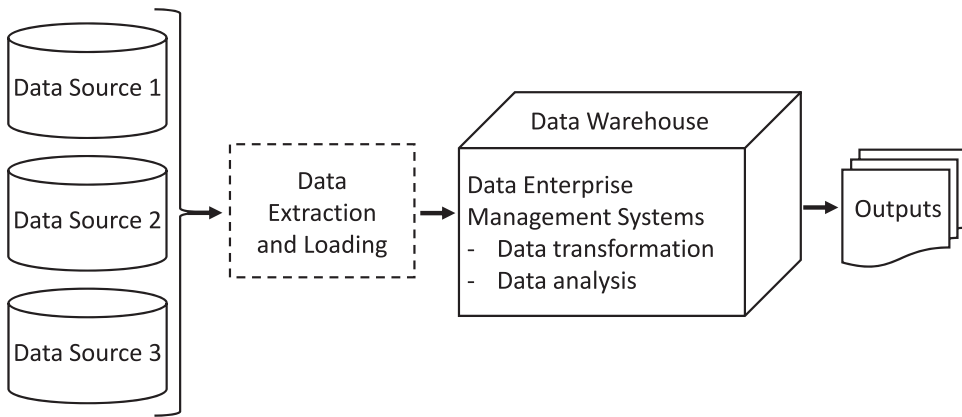 Data Source 1
Data Source 2
Data Source 3
Data
Extraction
and Loading
Data Warehouse
Data Enterprise
Management Systems
- Data transformation
- Data analysis
Outputs